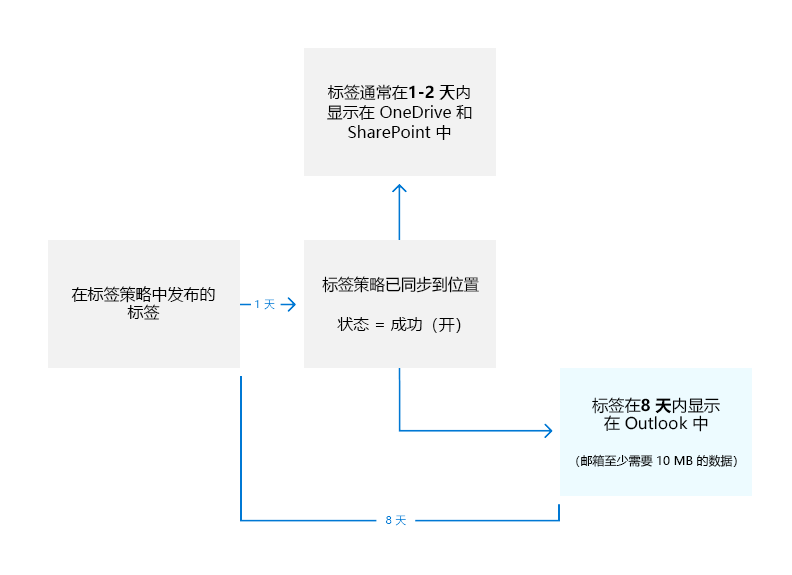 标签通常在1-2 天内
显示在 OneDrive 和
SharePoint 中
在标签策略中发布的
标签
1 天
标签策略已同步到位置
状态 = 成功（开）
标签在8 天内显示
在 Outlook 中
（邮箱至少需要 10 MB 的数据）
8 天